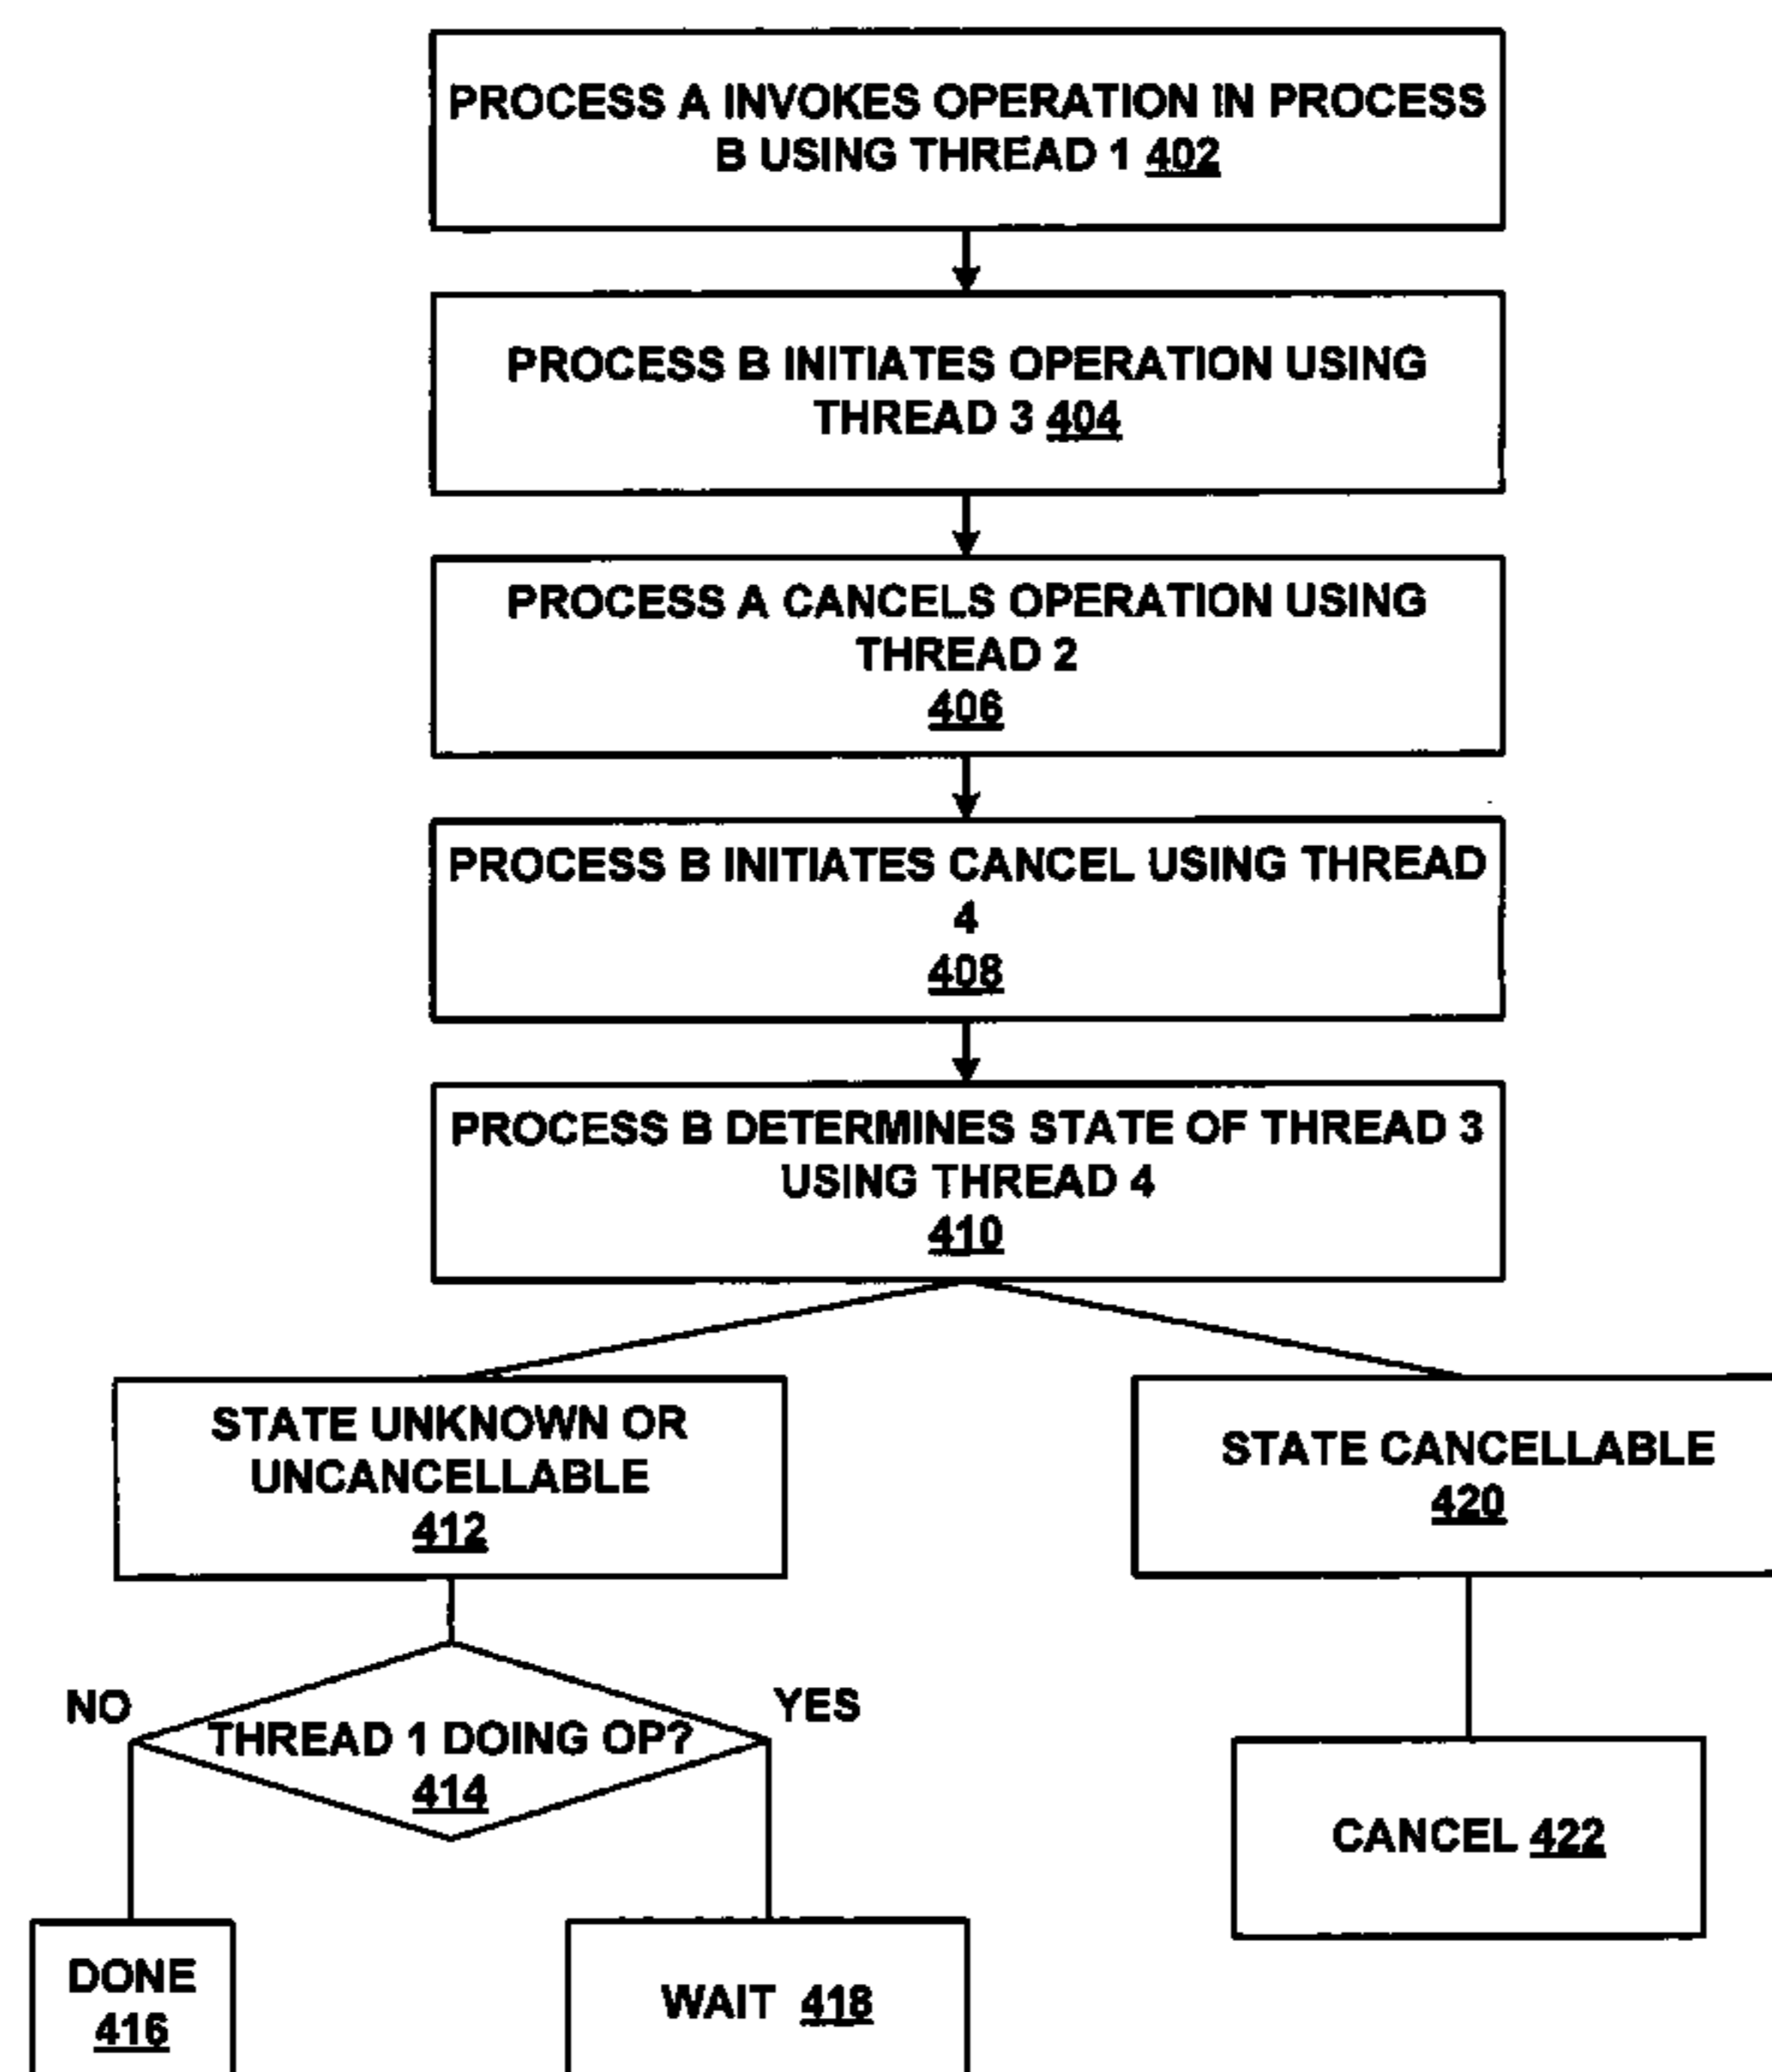 PROCESS A INVOKES OPERATION IN PROCESS
B USING THREAD 1 402
PROCESS B INITIATES OPERATION USING
THREAD 3 404
PROCESS A CANCELS OPERATION USING
THREAD 2
406
PROCESS B INITIATES CANCEL USING THREAD
4
408
PROCESS B DETERMINES STATE OF THREAD 3
USING THREAD 4
410
STATE UNKNOWN OR
UNCANCELLABLE
412
STATE CANCELLABLE
420
NO
YES
THREAD 1 DOING OP?
414
CANCEL 422
DONE
416
WAIT 418